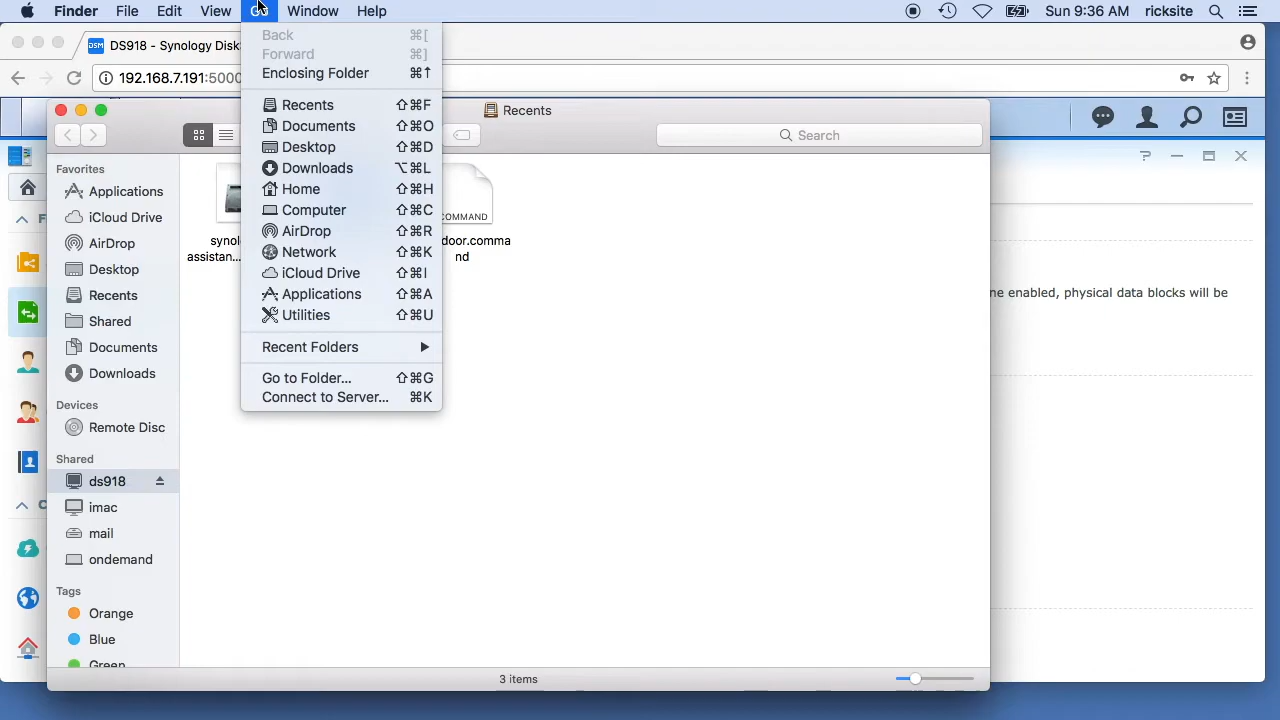 Finder File Edit View Go Window Help Sun 9:36 AM ricksite
DS918 - Synology Disk
192.168.7.191:5000
Back ⌘[
Forward ⌘]
Enclosing Folder ⌘↑
Recents ⇧⌘F
Documents ⇧⌘O
Desktop ⇧⌘D
Downloads ⌥⌘L
Home ⇧⌘H
Computer ⇧⌘C
AirDrop ⇧⌘R
Network ⇧⌘K
iCloud Drive ⇧⌘I
Applications ⇧⌘A
Utilities ⇧⌘U
Recent Folders
Go to Folder... ⇧⌘G
Connect to Server... ⌘K
Recents
Search
Favorites
Applications
iCloud Drive
AirDrop
Desktop
Recents
Shared
Documents
Downloads
Devices
Remote Disc
Shared
ds918
imac
mail
ondemand
Tags
Orange
Blue
Green
synolo
assistan...
COMMAND
door.comma
nd
3 items
ne enabled, physical data blocks will be
F
C